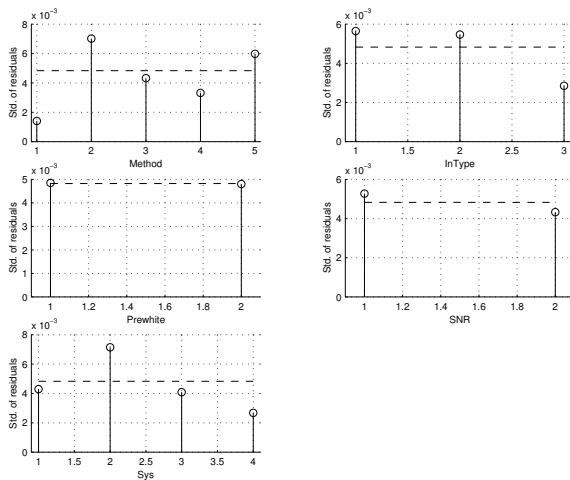 x 10⁻³
8
6
4
2
0
Std. of residuals
1 2 3 4 5
Method
x 10⁻³
6
4
2
0
Std. of residuals
1 1.5 2 2.5 3
InType
x 10⁻³
5
4
3
2
1
0
Std. of residuals
1 1.2 1.4 1.6 1.8 2
Prewhite
x 10⁻³
6
4
2
0
Std. of residuals
1 1.2 1.4 1.6 1.8 2
SNR
x 10⁻³
8
6
4
2
0
Std. of residuals
1 1.5 2 2.5 3 3.5 4
Sys